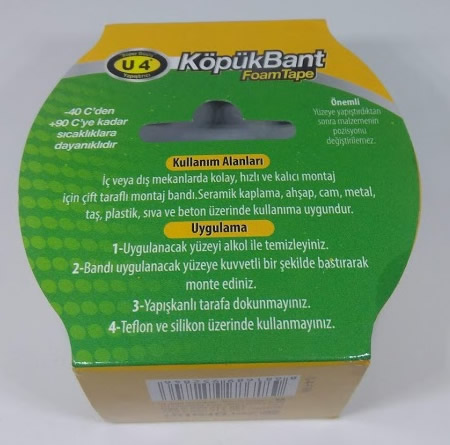 U4
Yapıştırıcı
KöpükBant
FoamTape
-40 C'den
+90 C'ye kadar
sıcaklıklara
dayanıklıdır
Önemli
Yüzeye yapıştırdıktan
sonra malzemenin
pozisyonu
değiştirilemez.
Kullanım Alanları
İç veya dış mekanlarda kolay, hızlı ve kalıcı montaj
için çift taraflı montaj bandı.Seramik kaplama, ahşap, cam, metal,
taş, plastik, sıva ve beton üzerinde kullanıma uygundur.
Uygulama
1-Uygulanacak yüzeyi alkol ile temizleyiniz.
2-Bandı uygulanacak yüzeye kuvvetli bir şekilde bastırarak
monte ediniz.
3-Yapışkanlı tarafa dokunmayınız.
4-Teflon ve silikon üzerinde kullanmayınız.